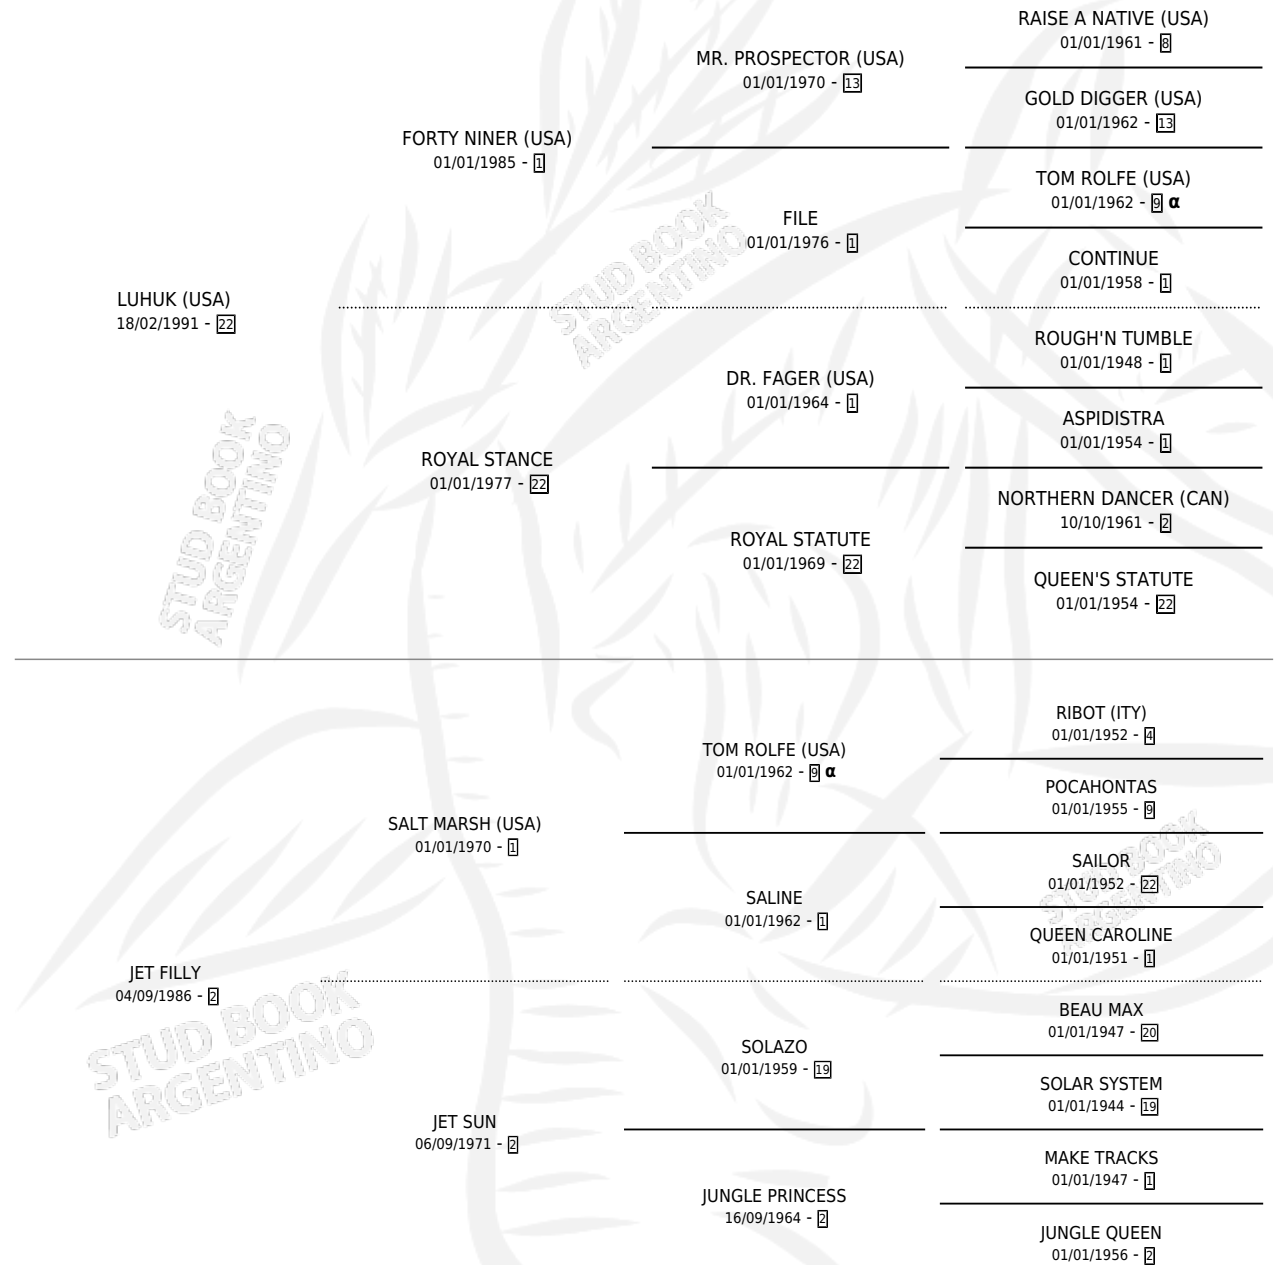 RAISE A NATIVE (USA)
01/01/1961 - 8
MR. PROSPECTOR (USA)
01/01/1970 - 13
GOLD DIGGER (USA)
01/01/1962 - 13
FORTY NINER (USA)
01/01/1985 - 1
TOM ROLFE (USA)
01/01/1962 - 9 α
FILE
01/01/1976 - 1
CONTINUE
01/01/1958 - 1
LUHUK (USA)
18/02/1991 - 22
ROUGH'N TUMBLE
01/01/1948 - 1
DR. FAGER (USA)
01/01/1964 - 1
ASPIDISTRA
01/01/1954 - 1
ROYAL STANCE
01/01/1977 - 22
NORTHERN DANCER (CAN)
10/10/1961 - 2
ROYAL STATUTE
01/01/1969 - 22
QUEEN'S STATUTE
01/01/1954 - 22
RIBOT (ITY)
01/01/1952 - 4
TOM ROLFE (USA)
01/01/1962 - 9 α
POCAHONTAS
01/01/1955 - 9
SALT MARSH (USA)
01/01/1970 - 1
SAILOR
01/01/1952 - 22
SALINE
01/01/1962 - 1
QUEEN CAROLINE
01/01/1951 - 1
JET FILLY
04/09/1986 - 2
BEAU MAX
01/01/1947 - 20
SOLAZO
01/01/1959 - 19
SOLAR SYSTEM
01/01/1944 - 19
JET SUN
06/09/1971 - 2
MAKE TRACKS
01/01/1947 - 1
JUNGLE PRINCESS
16/09/1964 - 2
JUNGLE QUEEN
01/01/1956 - 2
STUD BOOK
ARGENTINO
STUD BOOK
ARGENTINO
STUD BOOK
ARGENTINO
STUD BOOK
ARGENTINO